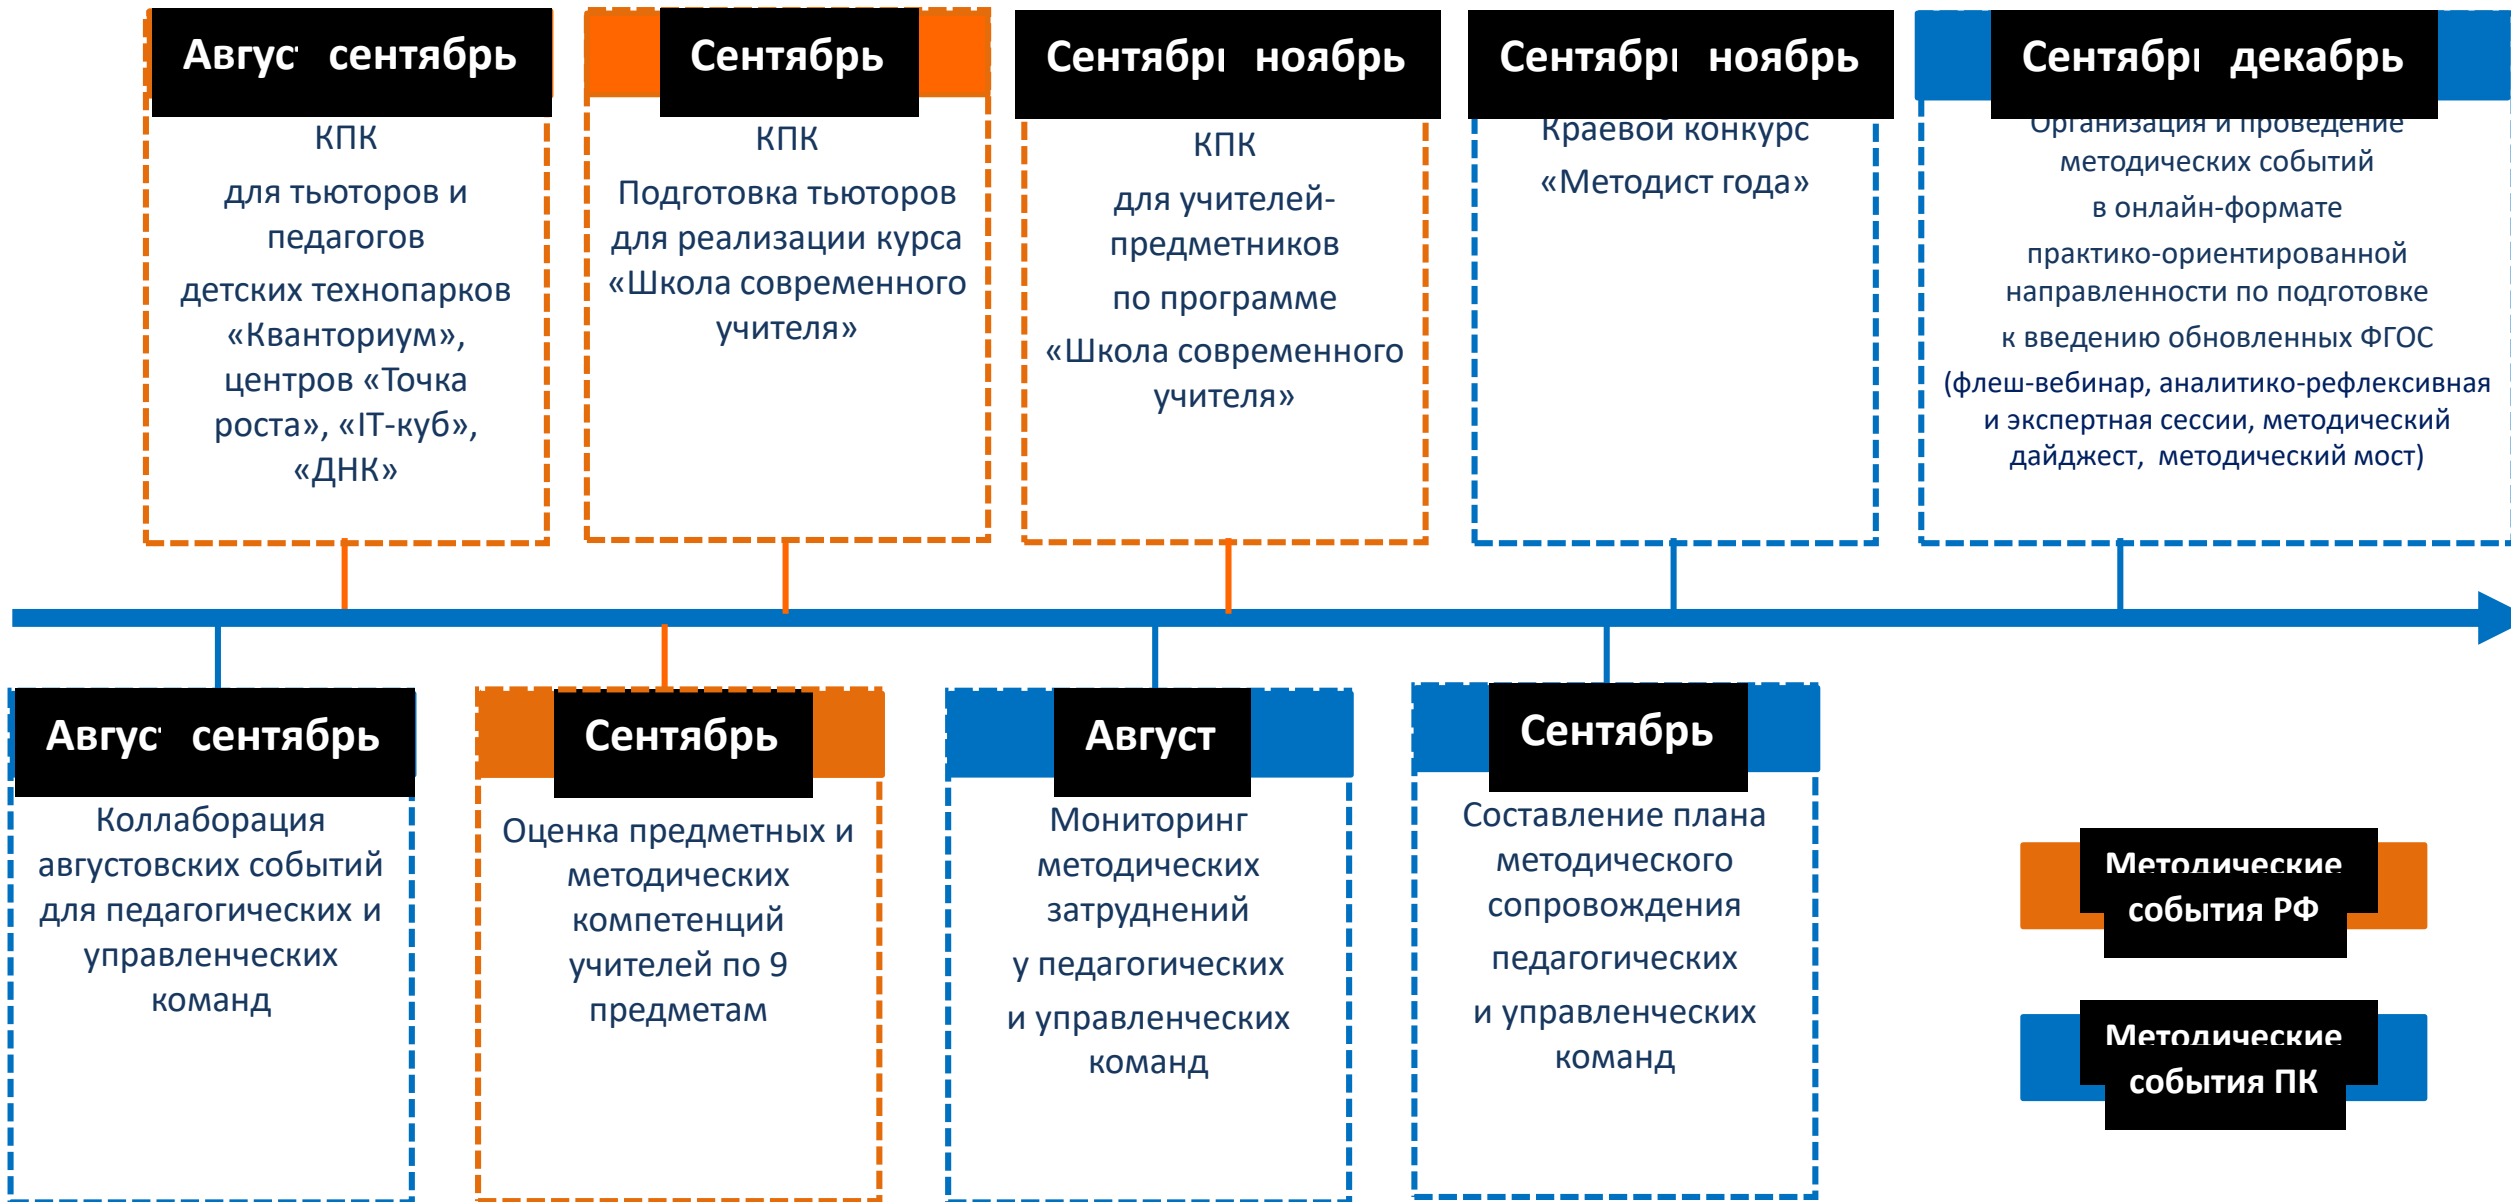 Август сентябрь
КПК
для тьюторов и
педагогов
детских технопарков
«Кванториум»,
центров «Точка
роста», «IT-куб»,
«ДНК»
Сентябрь
КПК
Подготовка тьюторов
для реализации курса
«Школа современного
учителя»
Сентябрь ноябрь
КПК
для учителей-
предметников
по программе
«Школа современного
учителя»
Сентябрь ноябрь
Краевой конкурс
«Методист года»
Сентябрь декабрь
Организация и проведение
методических событий
в онлайн-формате
практико-ориентированной
направленности по подготовке
к введению обновленных ФГОС
(флеш-вебинар, аналитико-рефлексивная
и экспертная сессии, методический
дайджест, методический мост)
Август сентябрь
Коллаборация
августовских событий
для педагогических и
управленческих
команд
Сентябрь
Оценка предметных и
методических
компетенций
учителей по 9
предметам
Август
Мониторинг
методических
затруднений
у педагогических
и управленческих
команд
Сентябрь
Составление плана
методического
сопровождения
педагогических
и управленческих
команд
Методические
события РФ
Методические
события ПК